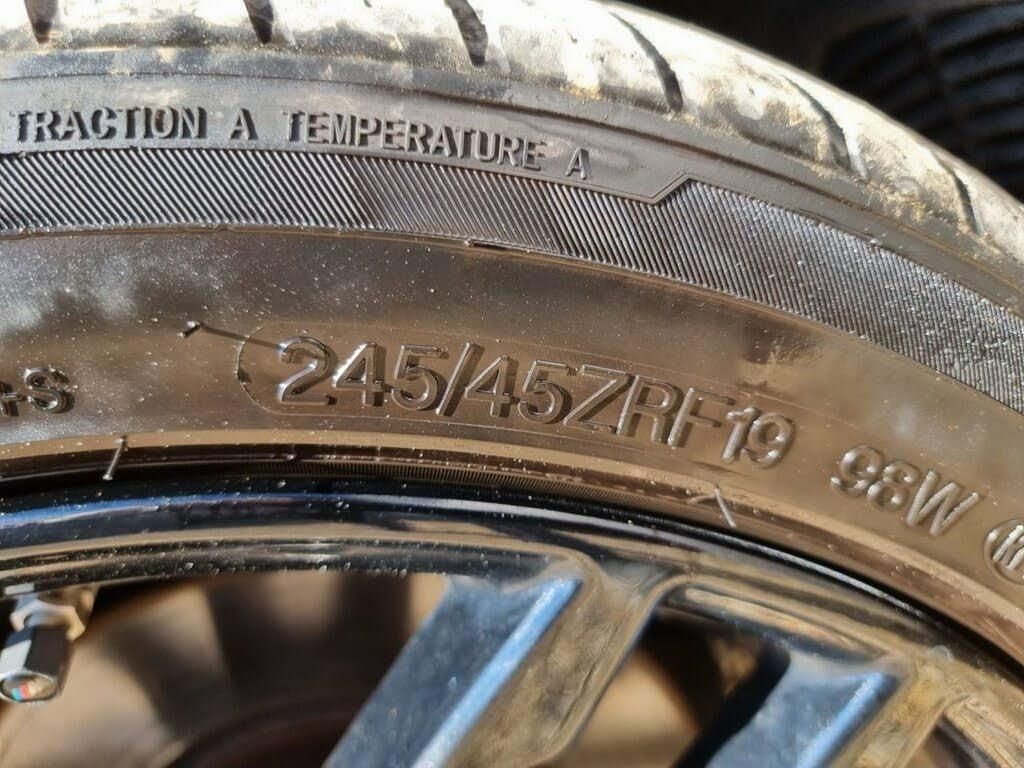 TRACTION A TEMPERATURE A
+S
245/45ZRF19 98W